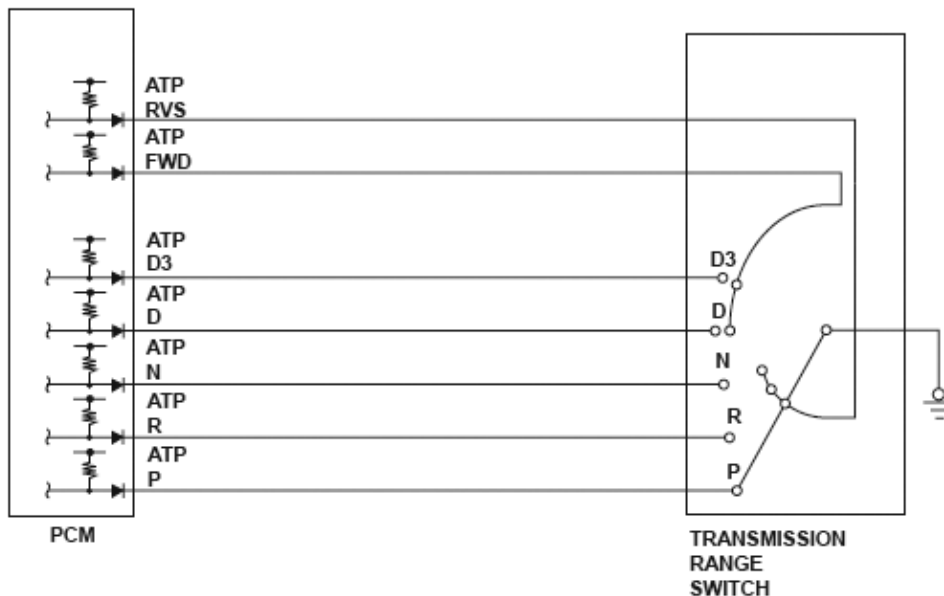 ATP
RVS
ATP
FWD
ATP
D3
ATP
D
ATP
N
ATP
R
ATP
P
PCM
D3
D
N
R
P
TRANSMISSION
RANGE
SWITCH